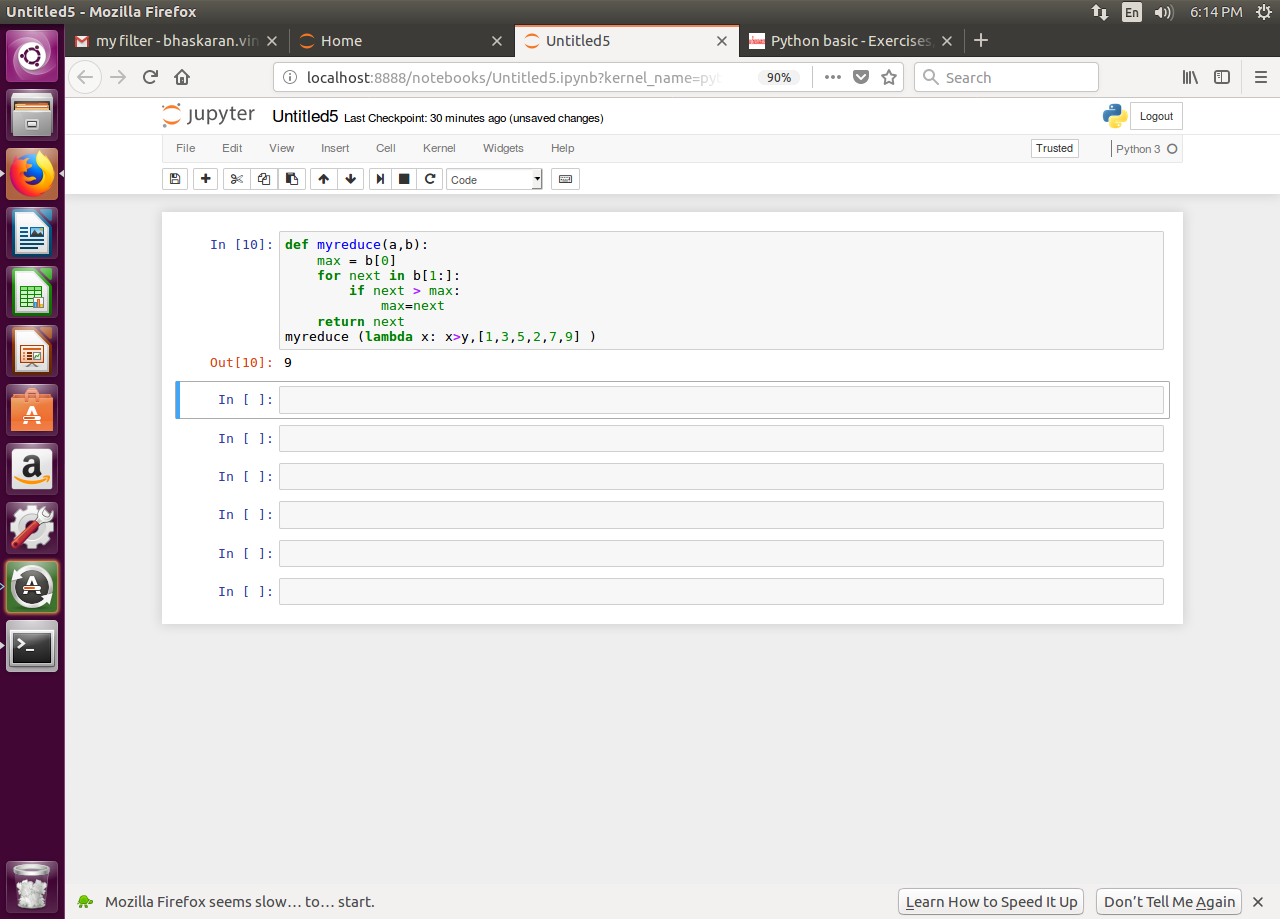 Untitled5 - Mozilla Firefox
En
6:14 PM
my filter - bhaskaran.vin
Home
Untitled5
Python basic - Exercises,
localhost:8888/notebooks/Untitled5.ipynb?kernel_name=pyt
90%
Search
jupyter
Untitled5 Last Checkpoint: 30 minutes ago (unsaved changes)
Logout
File Edit View Insert Cell Kernel Widgets Help
Trusted
Python 3
Code
In [10]:
def myreduce(a,b):
    max = b[0]
    for next in b[1:]:
        if next > max:
            max=next
    return next
myreduce (lambda x: x>y,[1,3,5,2,7,9] )
Out[10]: 9
In [ ]:
In [ ]:
In [ ]:
In [ ]:
In [ ]:
In [ ]:
Mozilla Firefox seems slow… to… start.
Learn How to Speed It Up
Don't Tell Me Again